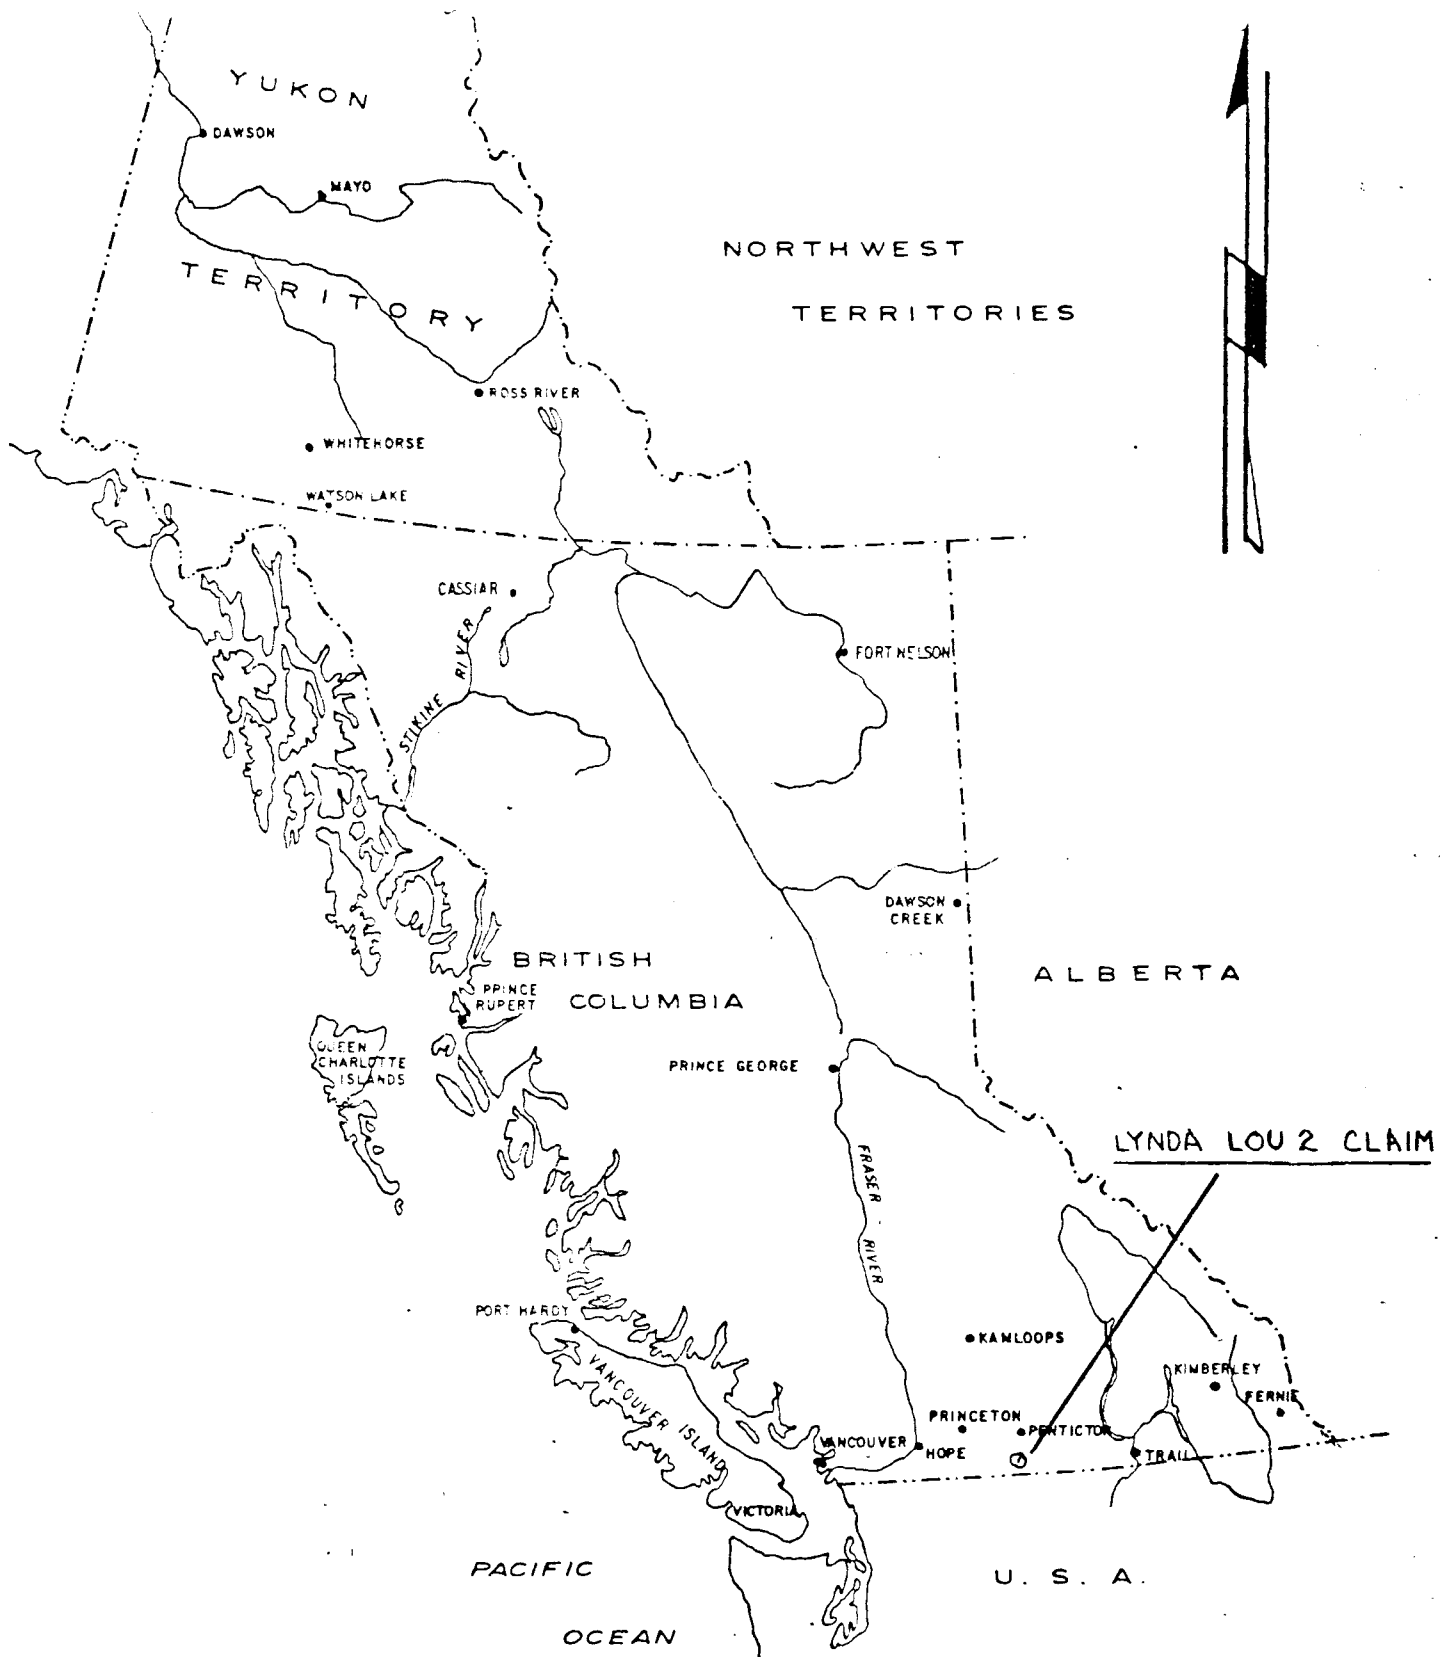 YUKON
DAWSON
MAYO
NORTHWEST
TERRITORY
TERRITORIES
ROSS RIVER
WHITEHORSE
WATSON LAKE
CASSIAR
STIKINE RIVER
FORT NELSON
DAWSON
CREEK
BRITISH
COLUMBIA
ALBERTA
PRINCE
RUPERT
QUEEN
CHARLOTTE
ISLANDS
PRINCE GEORGE
LYNDA LOU 2 CLAIM
FRASER RIVER
PORT HARDY
KAMLOOPS
VANCOUVER ISLAND
KIMBERLEY
FERNIE
PRINCETON
PENTICTON
VANCOUVER
HOPE
TRAIL
VICTORIA
PACIFIC
OCEAN
U. S. A.